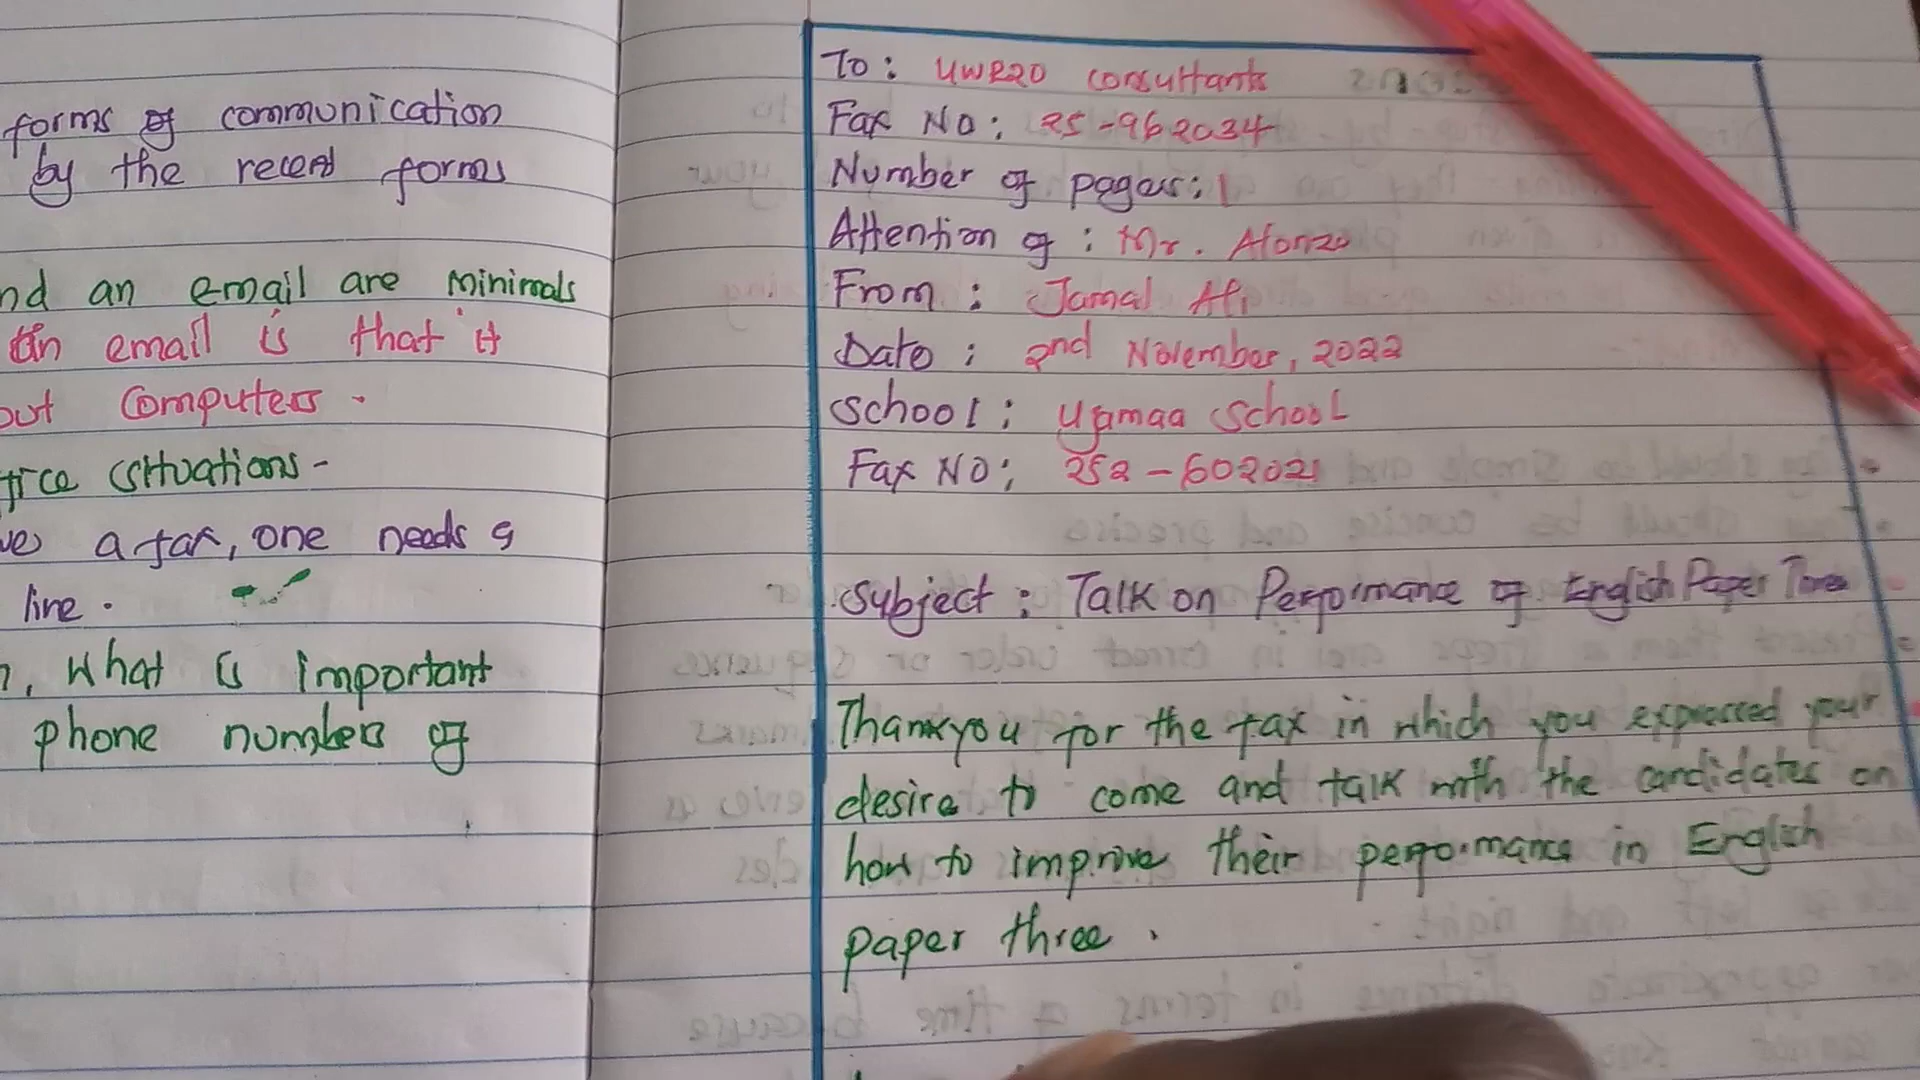 forms of communication
by the recent forms
nd an email are minimals
an email is that it
out computers.
fice situations-
ve a fax, one needs a
line.
, What is important
phone numbers of
To: UWEZO consultants
Fax NO: 25-962034
Number of pages: 1
Attention of: Mr. Afonzo
From: Jamal Ali
Date: 2nd November, 2022
School: Ujamaa School
Fax NO: 252-602021
Subject: Talk on Performance of English Paper Three
Thankyou for the fax in which you expressed your
desire to come and talk with the candidates on
how to improve their performance in English
paper three.